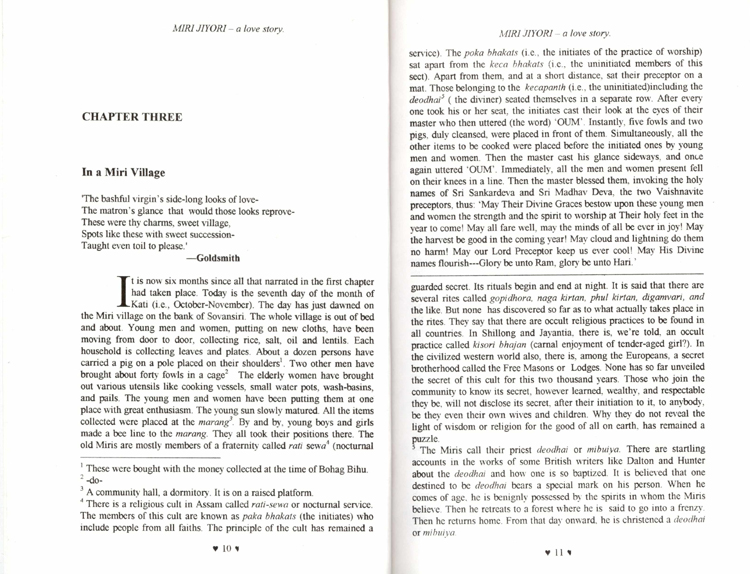 MIRI JIYORI – a love story.
CHAPTER THREE
In a Miri Village
'The bashful virgin's side-long looks of love-
The matron's glance that would those looks reprove-
These were thy charms, sweet village,
Spots like these with sweet succession-
Taught even toil to please.'
—Goldsmith
It is now six months since all that narrated in the first chapter
had taken place. Today is the seventh day of the month of
Kati (i.e., October-November). The day has just dawned on
the Miri village on the bank of Sovansiri. The whole village is out of bed
and about. Young men and women, putting on new cloths, have been
moving from door to door, collecting rice, salt, oil and lentils. Each
household is collecting leaves and plates. About a dozen persons have
carried a pig on a pole placed on their shoulders¹. Two other men have
brought about forty fowls in a cage² The elderly women have brought
out various utensils like cooking vessels, small water pots, wash-basins,
and pails. The young men and women have been putting them at one
place with great enthusiasm. The young sun slowly matured. All the items
collected were placed at the marang³. By and by, young boys and girls
made a bee line to the marang. They all took their positions there. The
old Miris are mostly members of a fraternity called rati sewa⁴ (nocturnal
¹ These were bought with the money collected at the time of Bohag Bihu.
² -do-
³ A community hall, a dormitory. It is on a raised platform.
⁴ There is a religious cult in Assam called rati-sewa or nocturnal service.
The members of this cult are known as paka bhakats (the initiates) who
include people from all faiths. The principle of the cult has remained a
♥ 10 ♥
MIRI JIYORI – a love story.
service). The poka bhakats (i.e., the initiates of the practice of worship)
sat apart from the keca bhakats (i.e., the uninitiated members of this
sect). Apart from them, and at a short distance, sat their preceptor on a
mat. Those belonging to the kecapanth (i.e., the uninitiated)including the
deodhai⁵ ( the diviner) seated themselves in a separate row. After every
one took his or her seat, the initiates cast their look at the eyes of their
master who then uttered (the word) 'OUM'. Instantly, five fowls and two
pigs, duly cleansed, were placed in front of them. Simultaneously, all the
other items to be cooked were placed before the initiated ones by young
men and women. Then the master cast his glance sideways, and once
again uttered 'OUM'. Immediately, all the men and women present fell
on their knees in a line. Then the master blessed them, invoking the holy
names of Sri Sankardeva and Sri Madhav Deva, the two Vaishnavite
preceptors, thus: 'May Their Divine Graces bestow upon these young men
and women the strength and the spirit to worship at Their holy feet in the
year to come! May all fare well, may the minds of all be ever in joy! May
the harvest be good in the coming year! May cloud and lightning do them
no harm! May our Lord Preceptor keep us ever cool! May His Divine
names flourish---Glory be unto Ram, glory be unto Hari.'
guarded secret. Its rituals begin and end at night. It is said that there are
several rites called gopidhora, naga kirtan, phul kirtan, digamvari, and
the like. But none has discovered so far as to what actually takes place in
the rites. They say that there are occult religious practices to be found in
all countries. In Shillong and Jayantia, there is, we're told, an occult
practice called kisori bhajan (carnal enjoyment of tender-aged girl?). In
the civilized western world also, there is, among the Europeans, a secret
brotherhood called the Free Masons or Lodges. None has so far unveiled
the secret of this cult for this two thousand years. Those who join the
community to know its secret, however learned, wealthy, and respectable
they be, will not disclose its secret, after their initiation to it, to anybody,
be they even their own wives and children. Why they do not reveal the
light of wisdom or religion for the good of all on earth, has remained a
puzzle.
⁵ The Miris call their priest deodhai or mibuiya. There are startling
accounts in the works of some British writers like Dalton and Hunter
about the deodhai and how one is so baptized. It is believed that one
destined to be deodhai bears a special mark on his person. When he
comes of age, he is benignly possessed by the spirits in whom the Miris
believe. Then he retreats to a forest where he is said to go into a frenzy.
Then he returns home. From that day onward, he is christened a deodhai
or mibuiya.
♥ 11 ♥